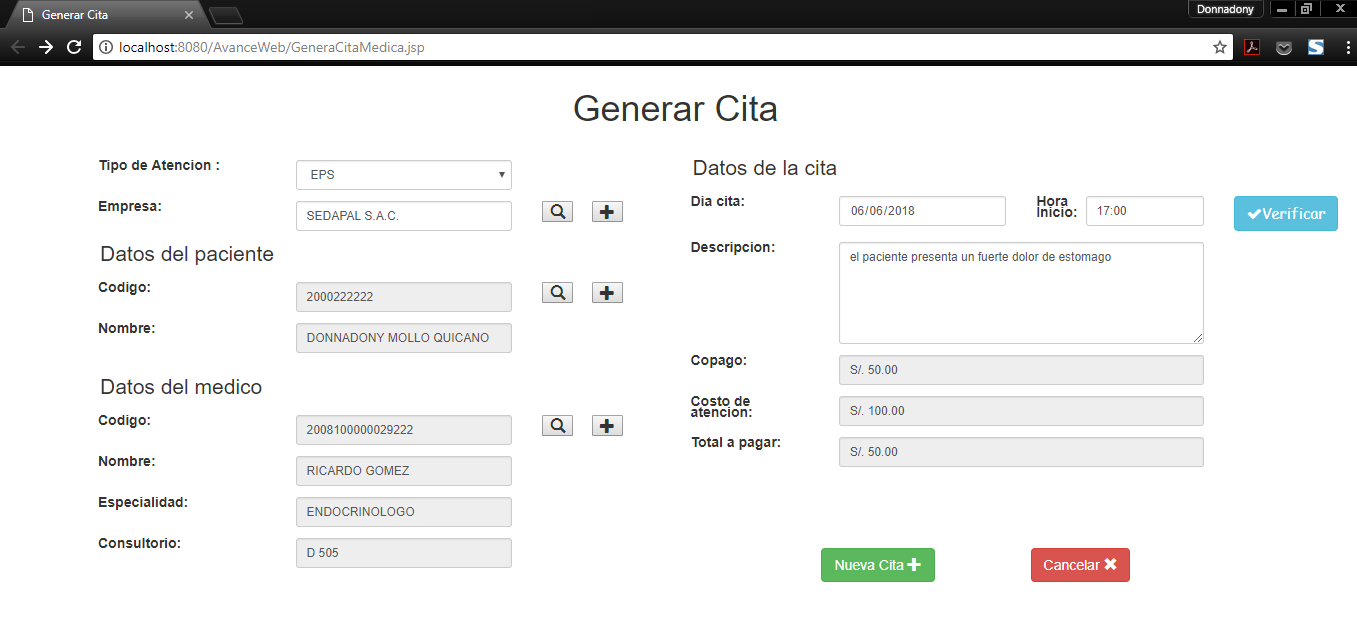 Generar Cita
Donnadony
localhost:8080/AvanceWeb/GeneraCitaMedica.jsp
Generar Cita
Tipo de Atencion :
EPS
Empresa:
SEDAPAL S.A.C.
Datos del paciente
Codigo:
2000222222
Nombre:
DONNADONY MOLLO QUICANO
Datos del medico
Codigo:
2008100000029222
Nombre:
RICARDO GOMEZ
Especialidad:
ENDOCRINOLOGO
Consultorio:
D 505
Datos de la cita
Dia cita:
06/06/2018
Hora
Inicio:
17:00
Verificar
Descripcion:
el paciente presenta un fuerte dolor de estomago
Copago:
S/. 50.00
Costo de
atencion:
S/. 100.00
Total a pagar:
S/. 50.00
Nueva Cita
Cancelar